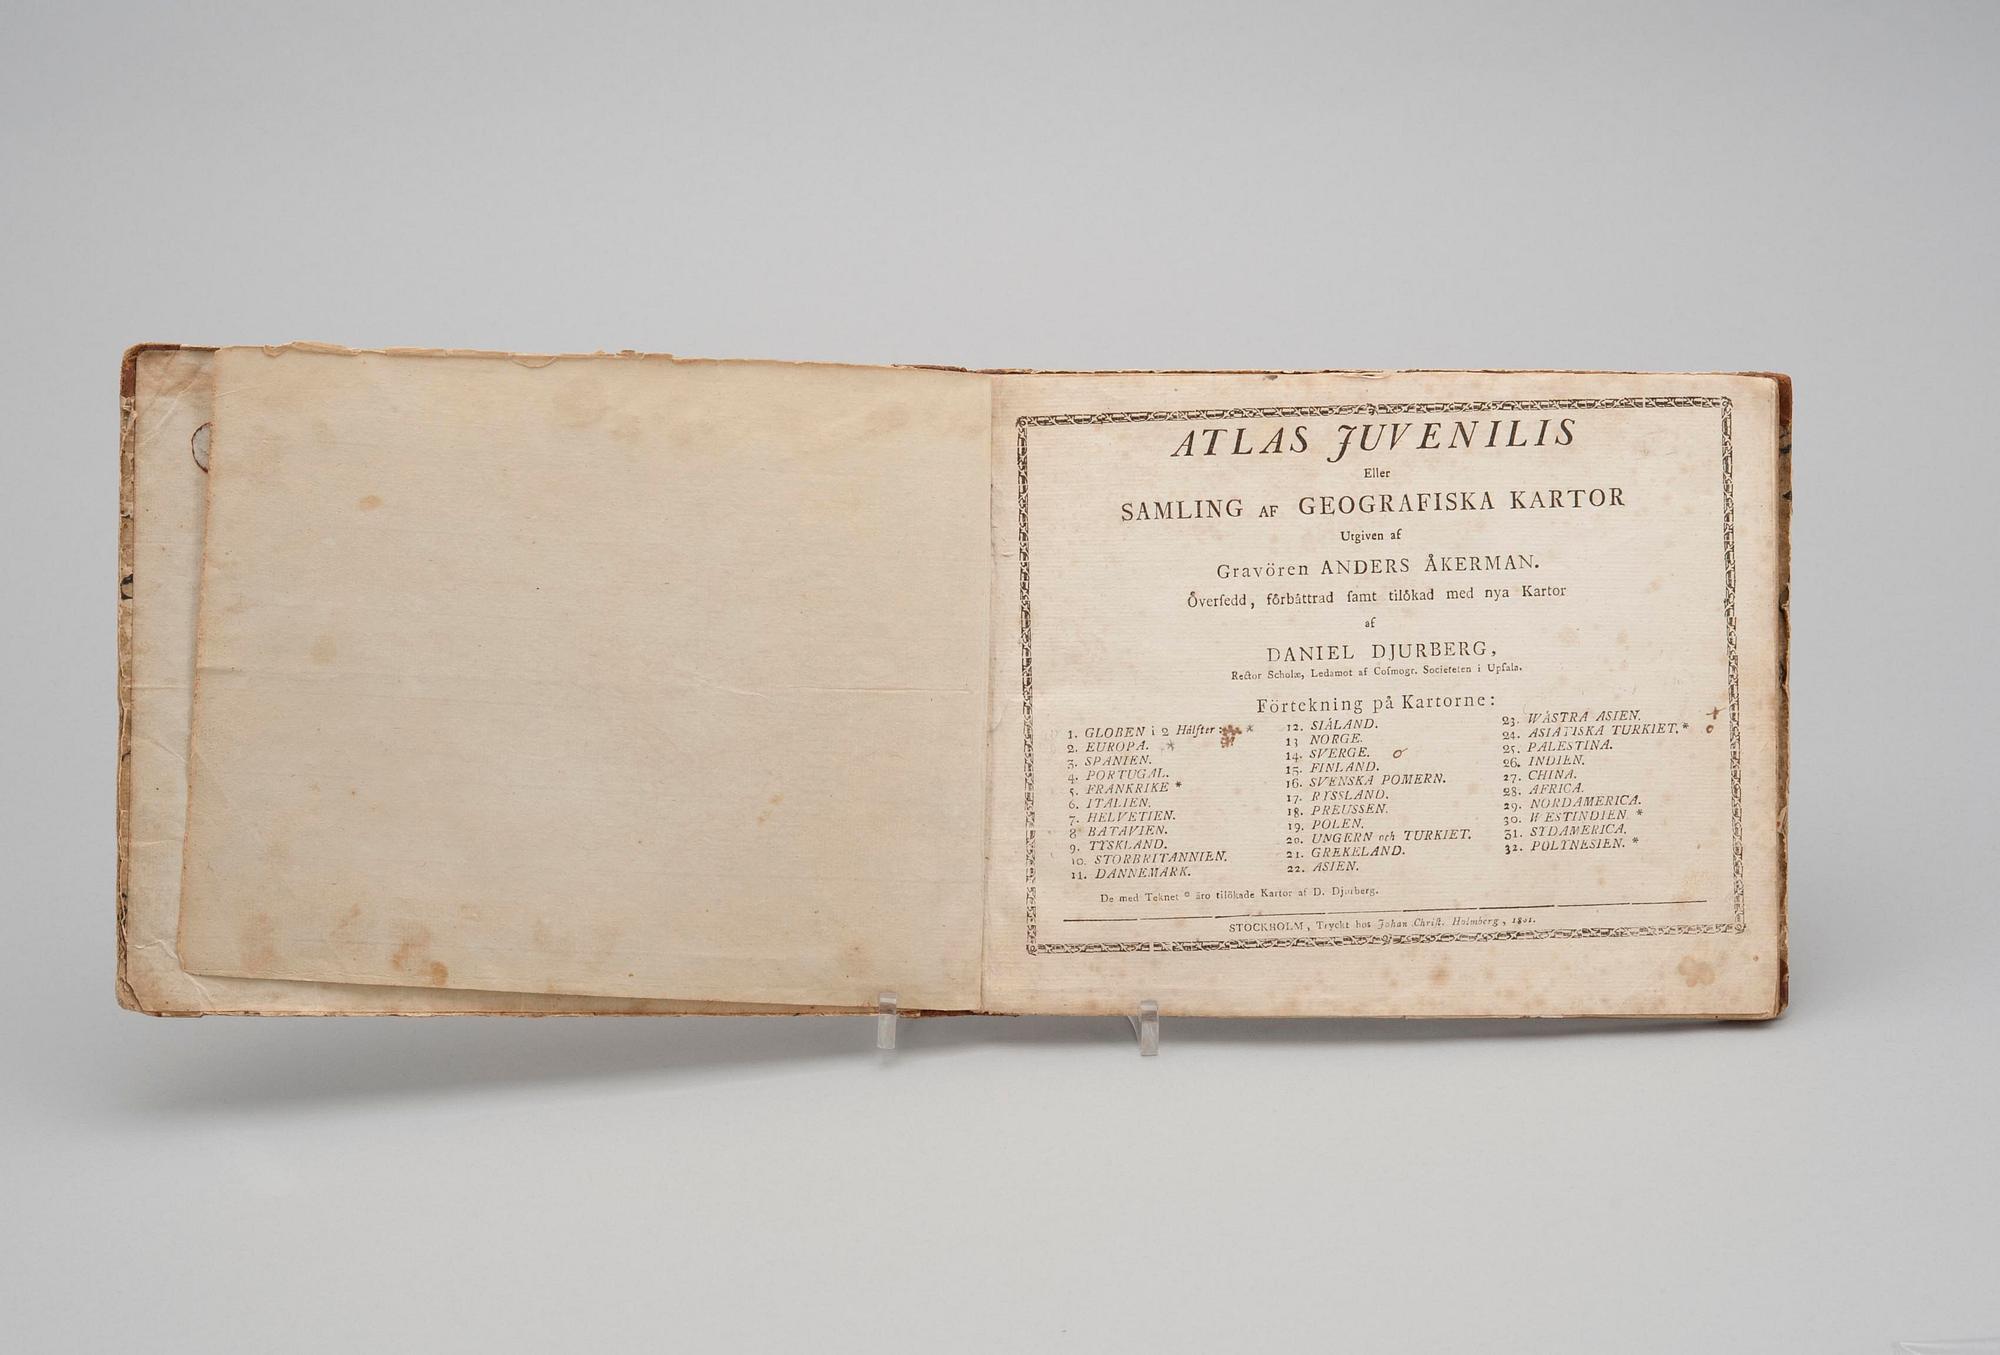 ATLAS JUVENILIS
Eller
SAMLING AF GEOGRAFISKA KARTOR
Utgiven af
Gravören ANDERS ÅKERMAN.
Överſedd, förbättrad ſamt tilökad med nya Kartor
af
DANIEL DJURBERG,
Rector Scholæ, Ledamot af Coſmogr. Societeten i Upſala.
Förtekning på Kartorne:
1. GLOBEN i 2 Hälfter: *
2. EUROPA. *
3. SPANIEN.
4. PORTUGAL.
5. FRANKRIKE *
6. ITALIEN.
7. HELVETIEN.
8 BATAVIEN.
9. TYSKLAND.
10. STORBRITANNIEN.
11. DANNEMARK.
12. SIÄLAND.
13 NORGE.
14. SVERGE.
15. FINLAND.
16. SVENSKA POMERN.
17. RYSSLAND.
18. PREUSSEN.
19. POLEN.
20. UNGERN och TURKIET.
21. GREKELAND.
22. ASIEN.
23. WÄSTRA ASIEN. +
24. ASIATISKA TURKIET.* o
25. PALESTINA.
26. INDIEN.
27. CHINA.
28. AFRICA.
29. NORDAMERICA.
30. WESTINDIEN *
31. SYDAMERICA.
32. POLYNESIEN. *
De med Teknet * äro tilökade Kartor af D. Djurberg.
STOCKHOLM, Tryckt hos Johan Chriſt. Holmberg, 1801.